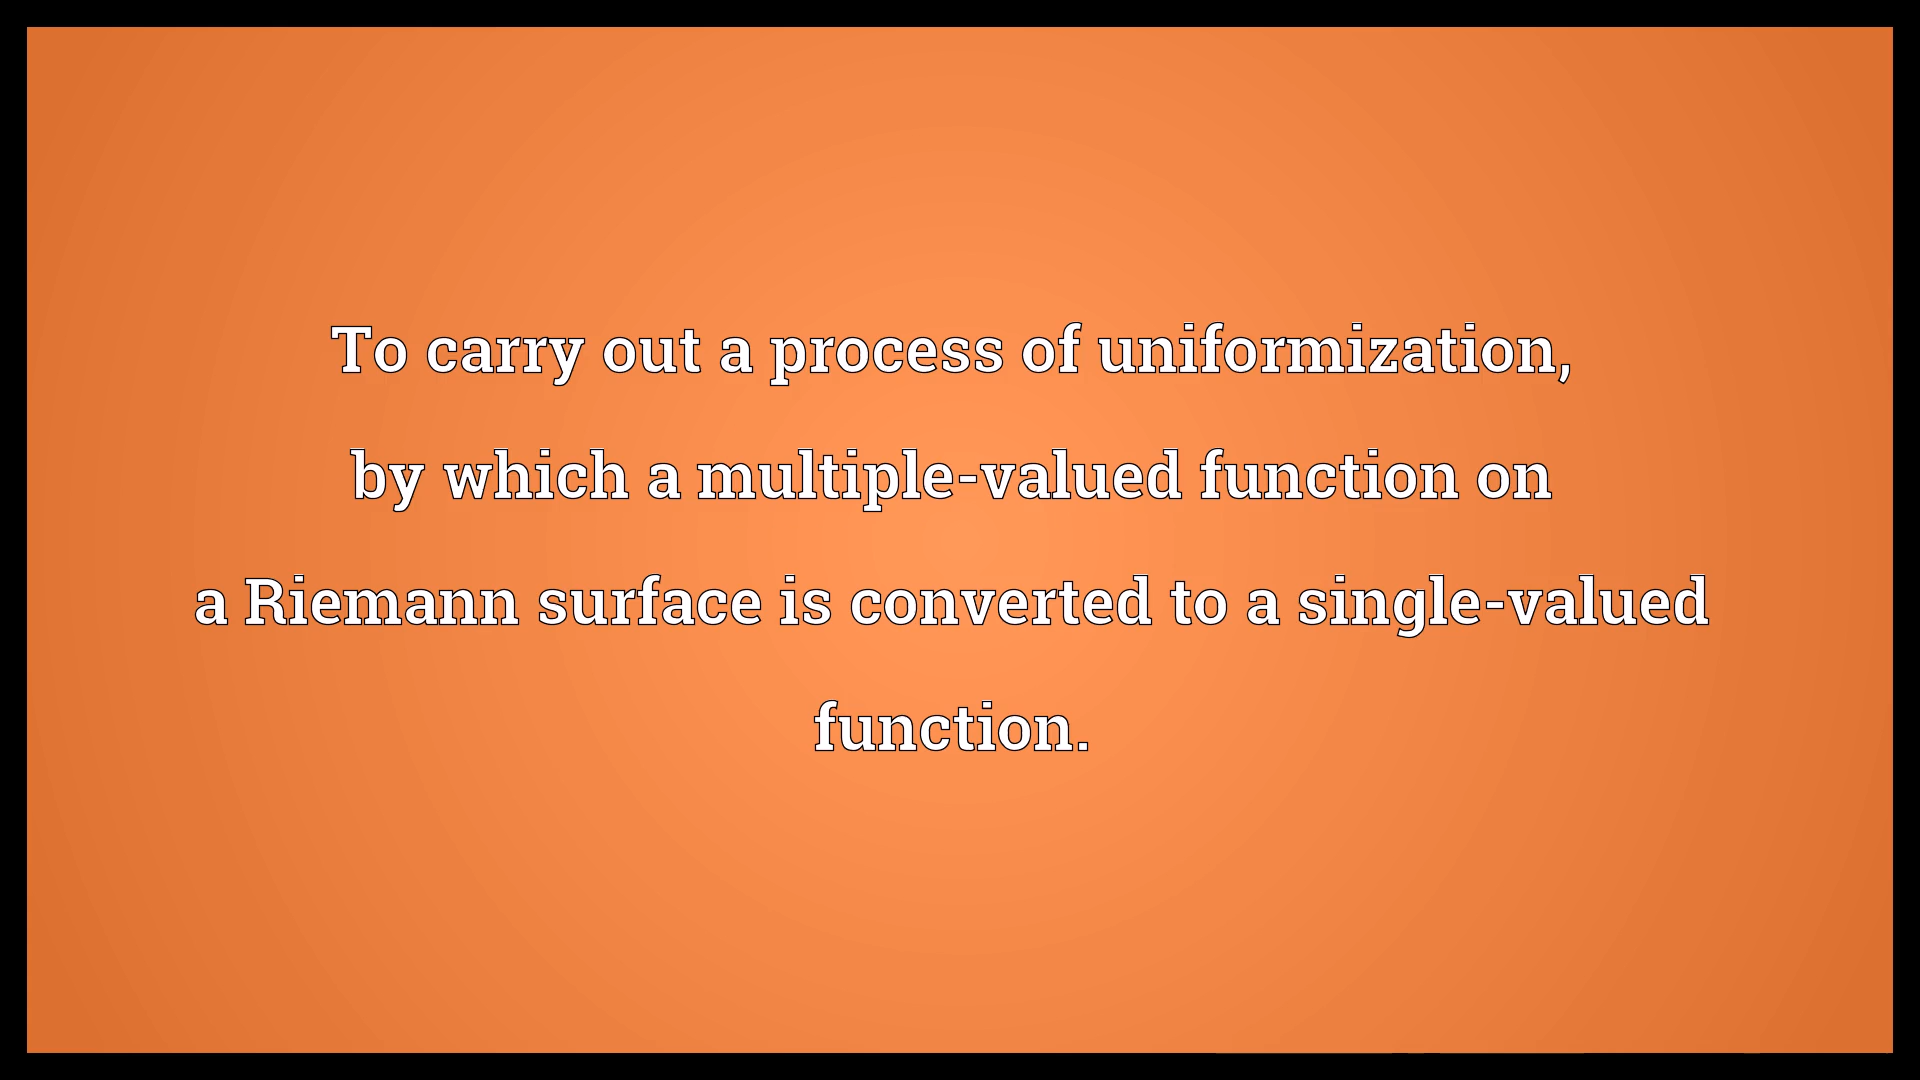 To carry out a process of uniformization,
by which a multiple-valued function on
a Riemann surface is converted to a single-valued
function.